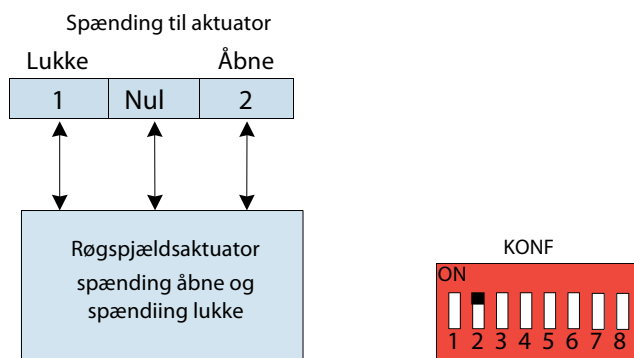 Spænding til aktuator
Lukke Åbne
1 Nul 2
Røgspjældsaktuator
spænding åbne og
spændiing lukke
KONF
ON
1 2 3 4 5 6 7 8